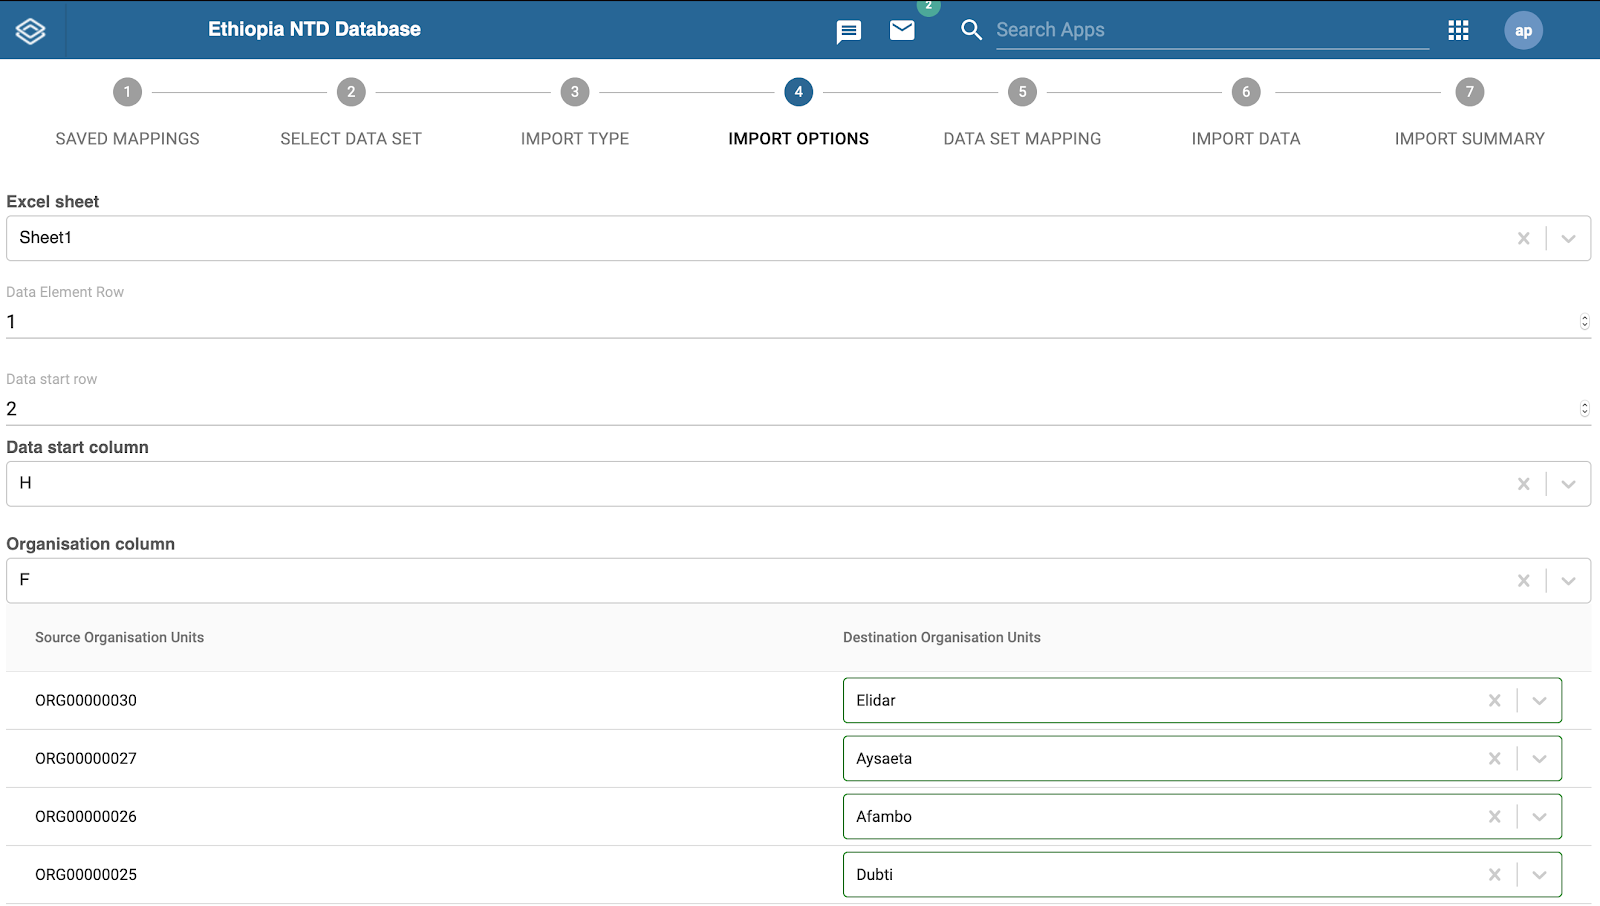 Ethiopia NTD Database
2
Search Apps
ap
1 2 3 4 5 6 7
SAVED MAPPINGS SELECT DATA SET IMPORT TYPE IMPORT OPTIONS DATA SET MAPPING IMPORT DATA IMPORT SUMMARY
Excel sheet
Sheet1
Data Element Row
1
Data start row
2
Data start column
H
Organisation column
F
Source Organisation Units Destination Organisation Units
ORG00000030 Elidar
ORG00000027 Aysaeta
ORG00000026 Afambo
ORG00000025 Dubti